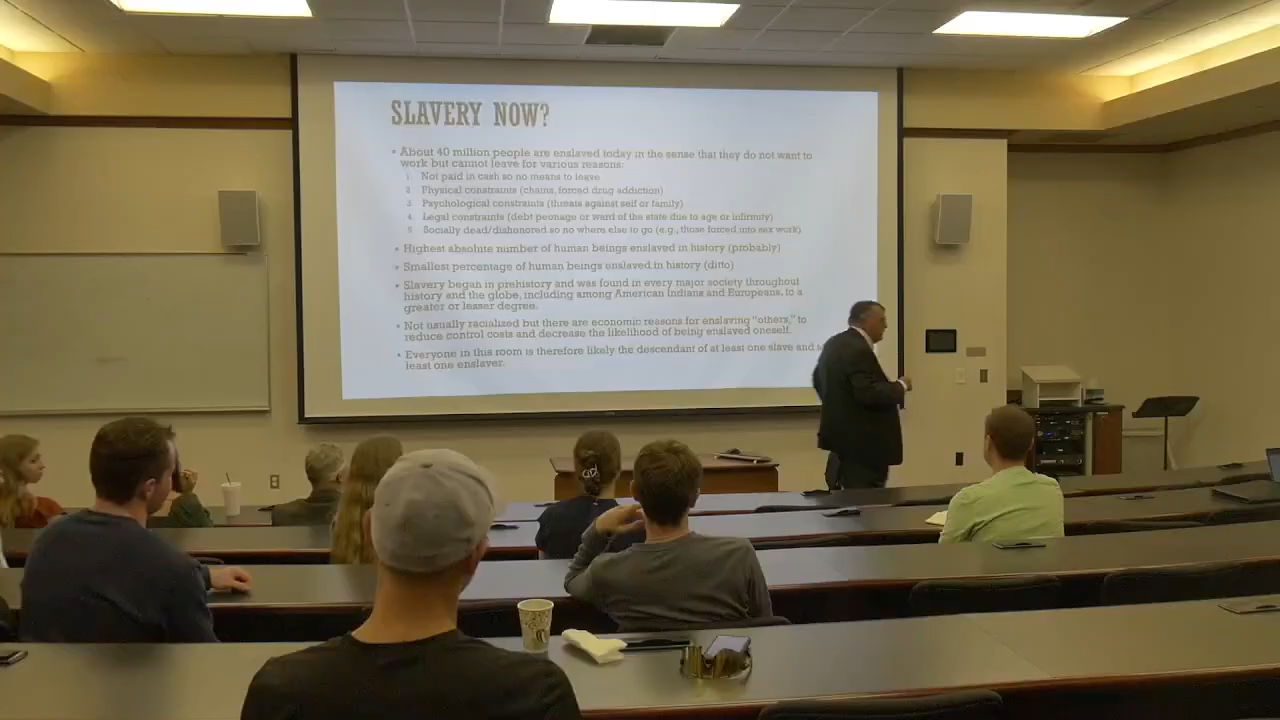 SLAVERY NOW?
• About 40 million people are enslaved today in the sense that they do not want to
work but cannot leave for various reasons:
1 Not paid in cash so no means to leave
2 Physical constraints (chains, forced drug addiction)
3 Psychological constraints (threats against self or family)
4 Legal constraints (debt peonage or ward of the state due to age or infirmity)
5 Socially dead/dishonored so no where else to go (e.g., those forced into sex work)
• Highest absolute number of human beings enslaved in history (probably)
• Smallest percentage of human beings enslaved in history (ditto)
• Slavery began in prehistory and was found in every major society throughout
history and the globe, including among American Indians and Europeans, to a
greater or lesser degree.
• Not usually racialized but there are economic reasons for enslaving "others," to
reduce control costs and decrease the likelihood of being enslaved oneself.
• Everyone in this room is therefore likely the descendant of at least one slave and
least one enslaver.